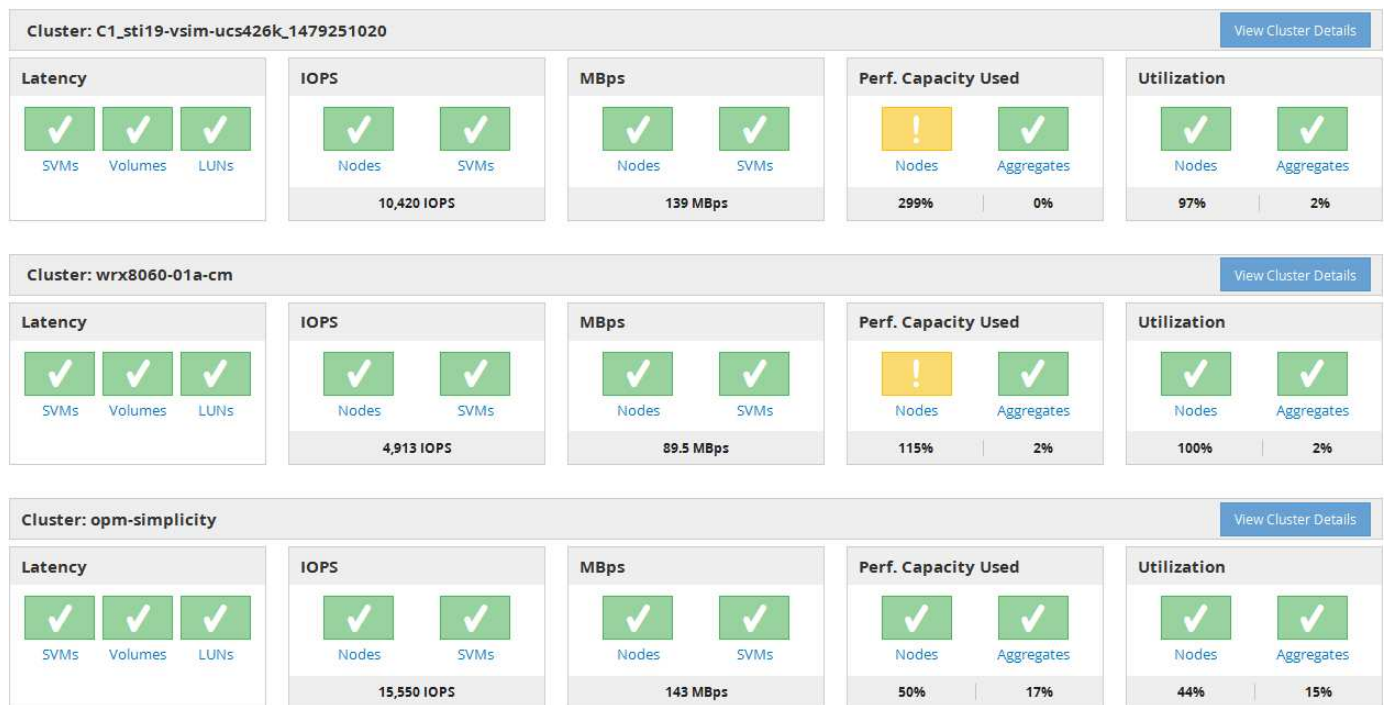 Cluster: C1_sti19-vsim-ucs426k_1479251020 View Cluster Details
Latency IOPS MBps Perf. Capacity Used Utilization
SVMs Volumes LUNs Nodes SVMs Nodes SVMs Nodes Aggregates Nodes Aggregates
10,420 IOPS 139 MBps 299% 0% 97% 2%
Cluster: wrx8060-01a-cm View Cluster Details
Latency IOPS MBps Perf. Capacity Used Utilization
SVMs Volumes LUNs Nodes SVMs Nodes SVMs Nodes Aggregates Nodes Aggregates
4,913 IOPS 89.5 MBps 115% 2% 100% 2%
Cluster: opm-simplicity View Cluster Details
Latency IOPS MBps Perf. Capacity Used Utilization
SVMs Volumes LUNs Nodes SVMs Nodes SVMs Nodes Aggregates Nodes Aggregates
15,550 IOPS 143 MBps 50% 17% 44% 15%